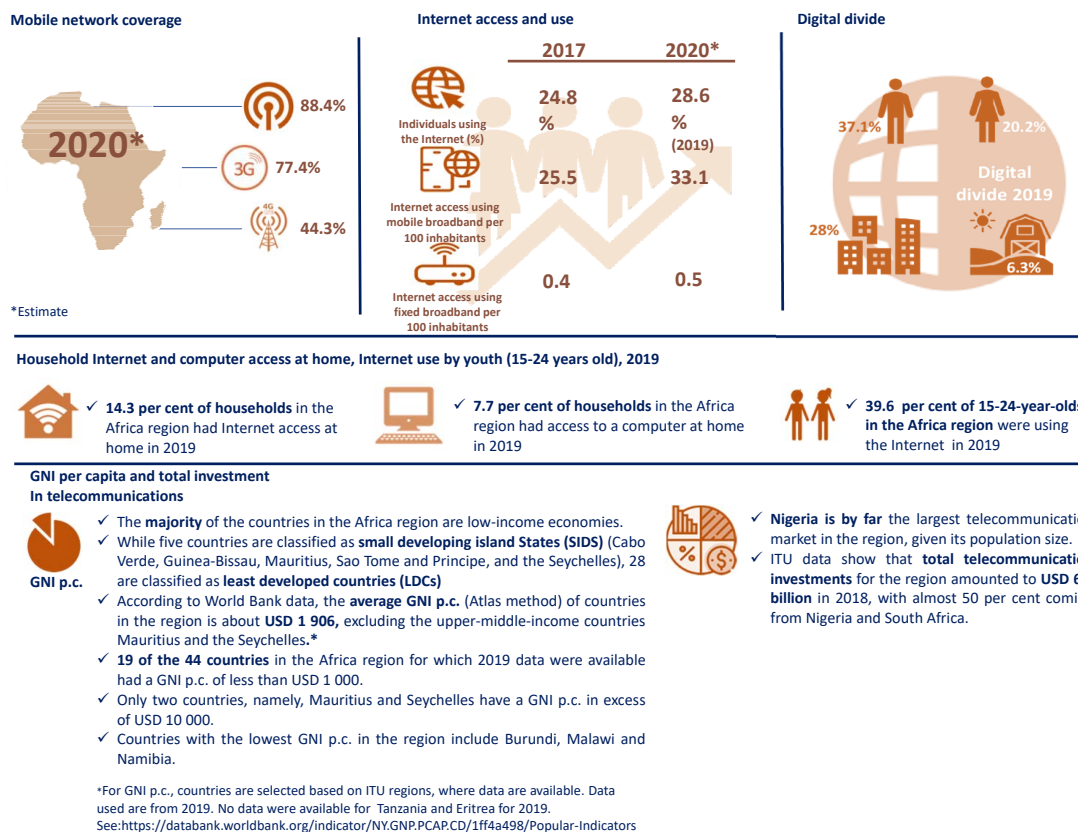 Mobile network coverage
2020*
88.4%
3G
77.4%
4G
44.3%
*Estimate
Internet access and use
2017
2020*
Individuals using
the Internet (%)
24.8
%
28.6
%
(2019)
Internet access using
mobile broadband per
100 inhabitants
25.5
33.1
Internet access using
fixed broadband per
100 inhabitants
0.4
0.5
Digital divide
37.1%
20.2%
Digital
divide 2019
28%
6.3%
Household Internet and computer access at home, Internet use by youth (15-24 years old), 2019
✓ 14.3 per cent of households in the
Africa region had Internet access at
home in 2019
✓ 7.7 per cent of households in the Africa
region had access to a computer at home
in 2019
✓ 39.6 per cent of 15-24-year-olds
in the Africa region were using
the Internet in 2019
GNI per capita and total investment
In telecommunications
GNI p.c.
✓ The majority of the countries in the Africa region are low-income economies.
✓ While five countries are classified as small developing island States (SIDS) (Cabo
Verde, Guinea-Bissau, Mauritius, Sao Tome and Principe, and the Seychelles), 28
are classified as least developed countries (LDCs)
✓ According to World Bank data, the average GNI p.c. (Atlas method) of countries
in the region is about USD 1 906, excluding the upper-middle-income countries
Mauritius and the Seychelles.*
✓ 19 of the 44 countries in the Africa region for which 2019 data were available
had a GNI p.c. of less than USD 1 000.
✓ Only two countries, namely, Mauritius and Seychelles have a GNI p.c. in excess
of USD 10 000.
✓ Countries with the lowest GNI p.c. in the region include Burundi, Malawi and
Namibia.
*For GNI p.c., countries are selected based on ITU regions, where data are available. Data
used are from 2019. No data were available for Tanzania and Eritrea for 2019.
See:https://databank.worldbank.org/indicator/NY.GNP.PCAP.CD/1ff4a498/Popular-Indicators
%
$
✓ Nigeria is by far the largest telecommunicatio
market in the region, given its population size.
✓ ITU data show that total telecommunicatio
investments for the region amounted to USD 6
billion in 2018, with almost 50 per cent comi
from Nigeria and South Africa.